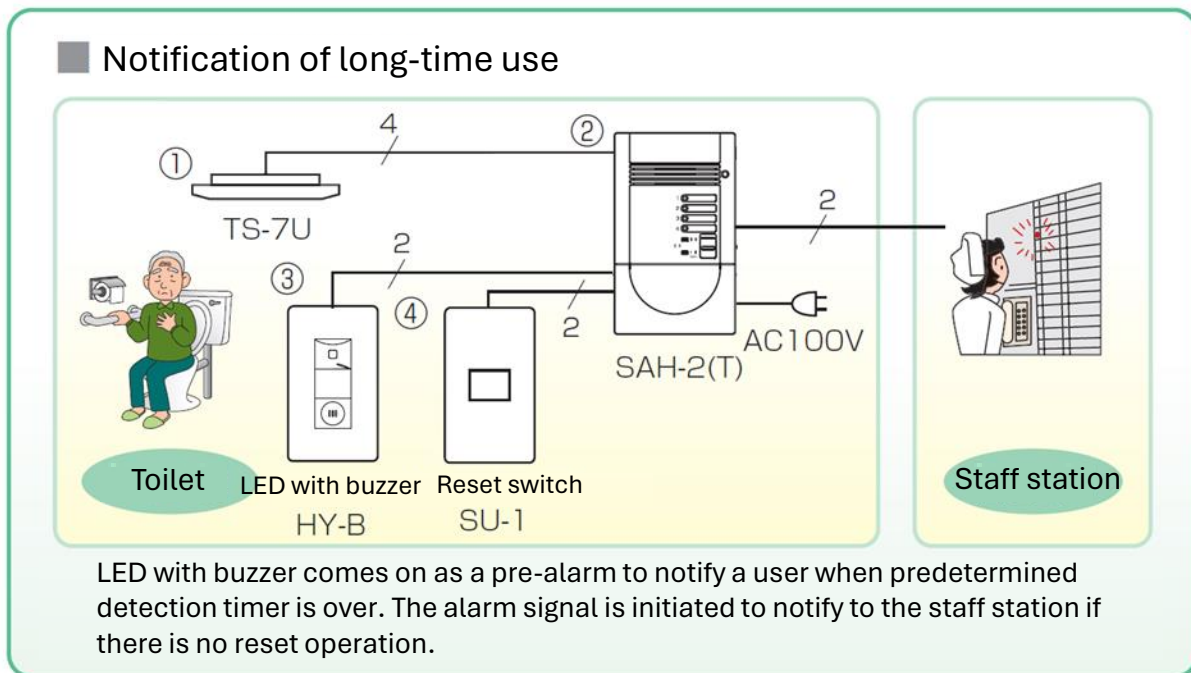 Notification of long-time use
4
②
①
TS-7U
2
2
③
④
2
AC100V
SAH-2(T)
Toilet
LED with buzzer
Reset switch
Staff station
HY-B
SU-1
LED with buzzer comes on as a pre-alarm to notify a user when predetermined
detection timer is over. The alarm signal is initiated to notify to the staff station if
there is no reset operation.